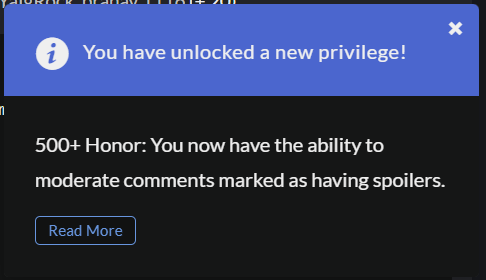 You have unlocked a new privilege!
500+ Honor: You now have the ability to
moderate comments marked as having spoilers.
Read More